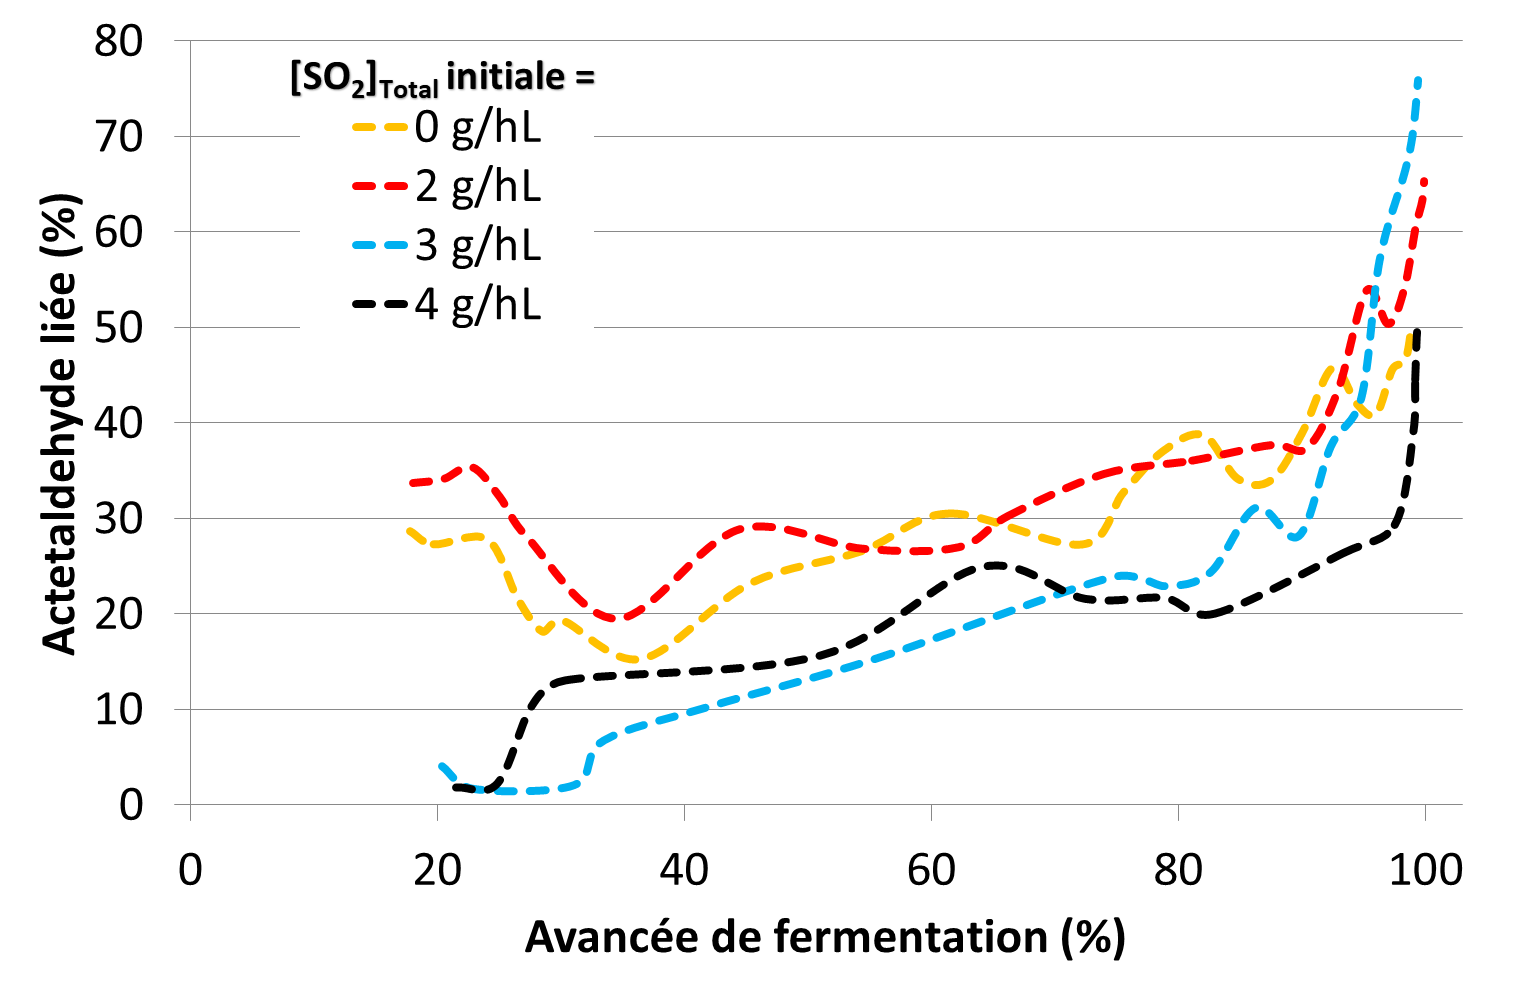 80
70
60
50
40
30
20
10
0
Actetaldehyde liée (%)
[SO₂]Total initiale =
0 g/hL
2 g/hL
3 g/hL
4 g/hL
0 20 40 60 80 100
Avancée de fermentation (%)